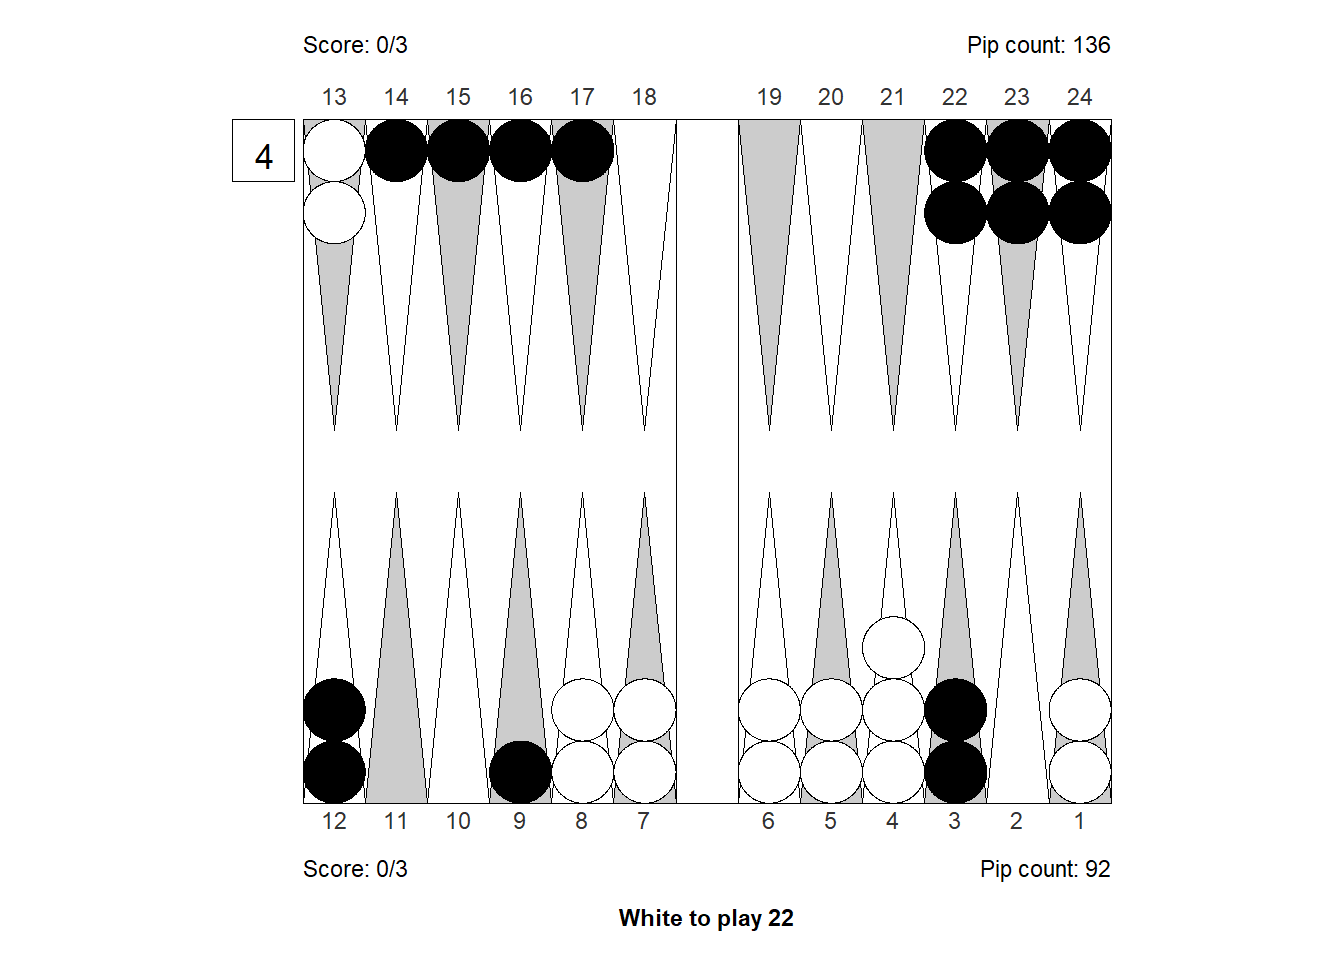 Score: 0/3 Pip count: 136
13 14 15 16 17 18 19 20 21 22 23 24
4
12 11 10 9 8 7 6 5 4 3 2 1
Score: 0/3 Pip count: 92
White to play 22